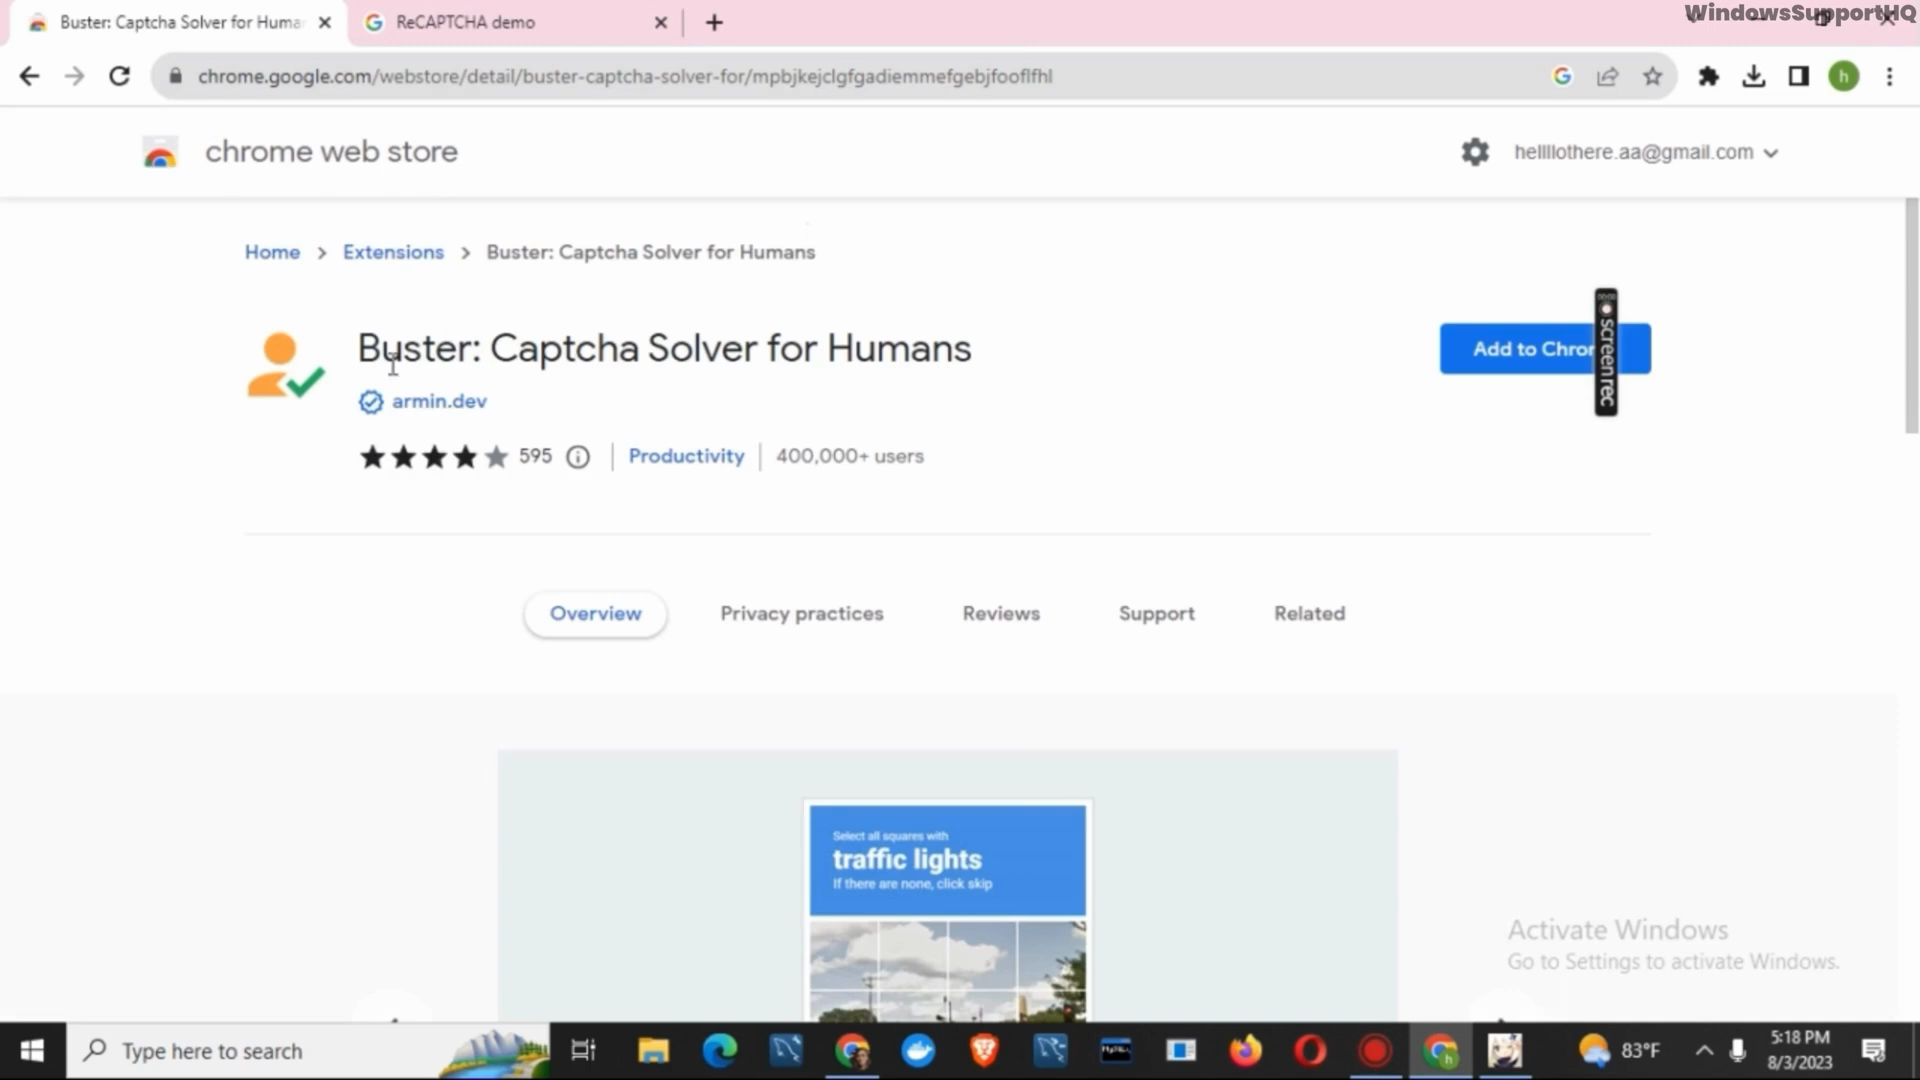 WindowsSupportHQ
Buster: Captcha Solver for Huma
ReCAPTCHA demo
chrome.google.com/webstore/detail/buster-captcha-solver-for/mpbjkejclgfgadiemmefgebjfooflfhl
h
chrome web store
hellllothere.aa@gmail.com
Home > Extensions > Buster: Captcha Solver for Humans
Buster: Captcha Solver for Humans
Add to Chro
screenrec
armin.dev
595
Productivity
400,000+ users
Overview
Privacy practices
Reviews
Support
Related
Select all squares with
traffic lights
If there are none, click skip
Activate Windows
Go to Settings to activate Windows.
Type here to search
83°F
5:18 PM
8/3/2023